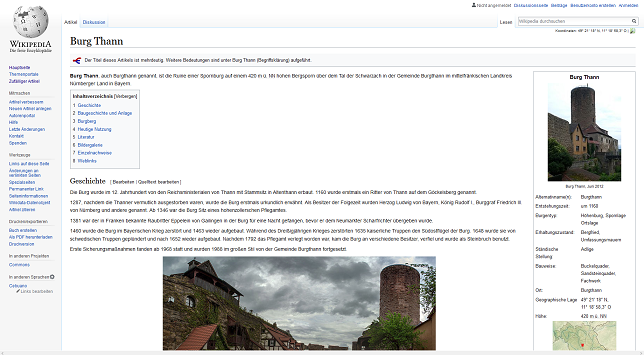 Nicht angemeldet Diskussionsseite Beiträge Benutzerkonto erstellen Anmelden
Artikel Diskussion
Lesen
Wikipedia durchsuchen
WIKIPEDIA
Die freie Enzyklopädie
Burg Thann
Der Titel dieses Artikels ist mehrdeutig. Weitere Bedeutungen sind unter Burg Thann (Begriffsklärung) aufgeführt.
Burg Thann, auch Burgthann genannt, ist die Ruine einer Spornburg auf einem 420 m ü. NN hohen Bergsporn über dem Tal der Schwarzach in der Gemeinde Burgthann im mittelfränkischen Landkreis
Nürnberger Land in Bayern.
Inhaltsverzeichnis [Verbergen]
1 Geschichte
2 Baugeschichte und Anlage
3 Burgberg
4 Heutige Nutzung
5 Literatur
6 Bildergalerie
7 Einzelnachweise
8 Weblinks
Geschichte [ Bearbeiten | Quelltext bearbeiten ]
Die Burg wurde im 12. Jahrhundert von den Reichsministerialen von Thann mit Stammsitz in Altenthann erbaut. 1160 wurde erstmals ein Ritter von Thann auf dem Göckelsberg genannt.
1287, nachdem die Thanner vermutlich ausgestorben waren, wurde die Burg erstmals urkundlich erwähnt. Als Besitzer der Folgezeit wurden Herzog Ludwig von Bayern, König Rudolf I., Burggraf Friedrich III.
von Nürnberg und andere genannt. Ab 1346 war die Burg Sitz eines hohenzollerischen Pflegamtes.
1381 war der in Franken bekannte Raubritter Eppelein von Gailingen in der Burg für eine Nacht gefangen, bevor er dem Neumarkter Scharfrichter übergeben wurde.
1460 wurde die Burg im Bayerischen Krieg zerstört und 1463 wieder aufgebaut. Während des Dreißigjährigen Krieges zerstörten 1635 kaiserliche Truppen den Südostflügel der Burg. 1648 wurde sie von
schwedischen Truppen geplündert und nach 1652 wieder aufgebaut. Nachdem 1792 das Pflegamt verlegt worden war, kam die Burg an verschiedene Besitzer, verfiel und wurde als Steinbruch benutzt.
Erste Sicherungsmaßnahmen fanden ab 1965 statt und wurden 1988 im großen Stil von der Gemeinde Burgthann fortgesetzt.
Burg Thann
Burg Thann, Juni 2012
Alternativname(n): Burgthann
Entstehungszeit: um 1160
Burgentyp: Höhenburg, Spornlage
Ortslage
Erhaltungszustand: Bergfried,
Umfassungsmauern
Ständische Stellung: Adlige
Bauweise: Buckelquader,
Sandsteinquader,
Fachwerk
Ort: Burgthann
Geographische Lage 49° 21′ 18″ N,
11° 18′ 58,3″ O
Höhe: 420 m ü. NN
Hauptseite
Themenportale
Zufälliger Artikel
Mitmachen
Artikel verbessern
Neuen Artikel anlegen
Autorenportal
Hilfe
Letzte Änderungen
Kontakt
Spenden
Werkzeuge
Links auf diese Seite
Änderungen an
verlinkten Seiten
Spezialseiten
Permanenter Link
Seiteninformationen
Wikidata-Datenobjekt
Artikel zitieren
Drucken/exportieren
Buch erstellen
Als PDF herunterladen
Druckversion
In anderen Projekten
Commons
In anderen Sprachen
Cebuano
Links bearbeiten